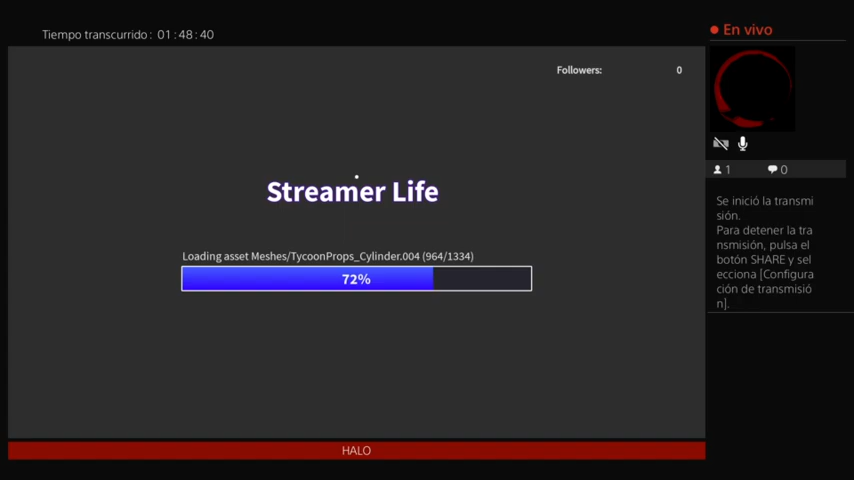 Tiempo transcurrido: 01:48:40
En vivo
Followers: 0
1 0
Streamer Life
Se inició la transmi
sión.
Para detener la tra
nsmisión, pulsa el
botón SHARE y sel
ecciona [Configura
ción de transmisió
n].
Loading asset Meshes/TycoonProps_Cylinder.004 (964/1334)
72%
HALO